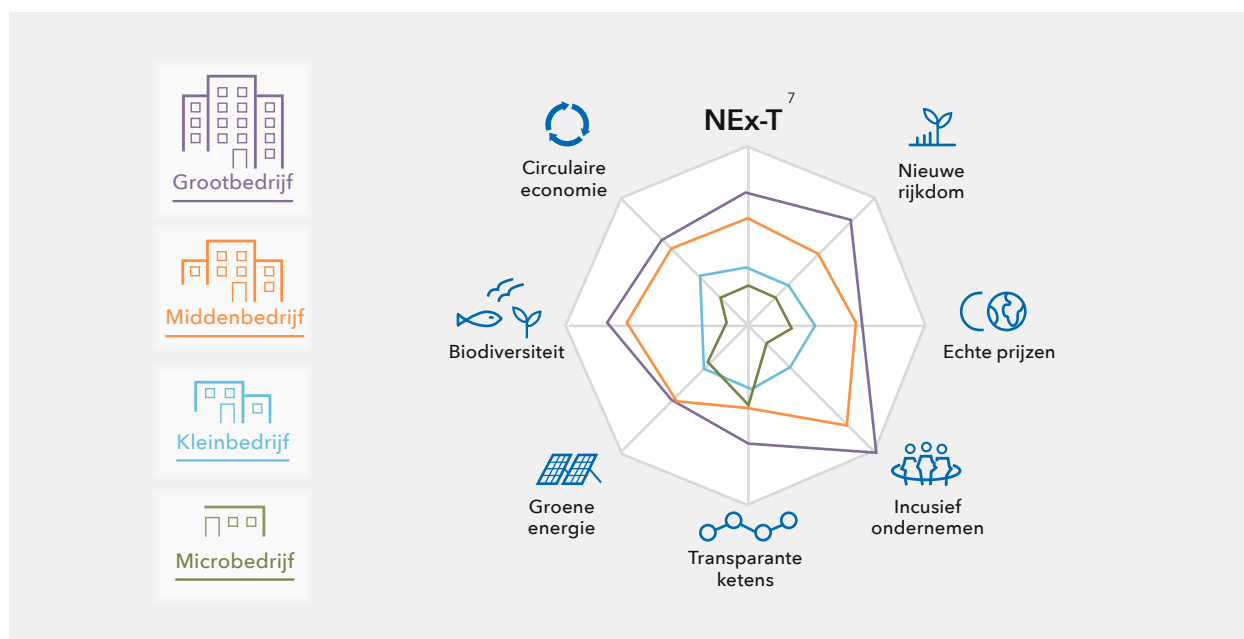 Grootbedrijf
Middenbedrijf
Kleinbedrijf
Microbedrijf
NEx-T 7
Nieuwe
rijkdom
Echte prijzen
Incusief
ondernemen
Transparante
ketens
Groene
energie
Biodiversiteit
Circulaire
economie